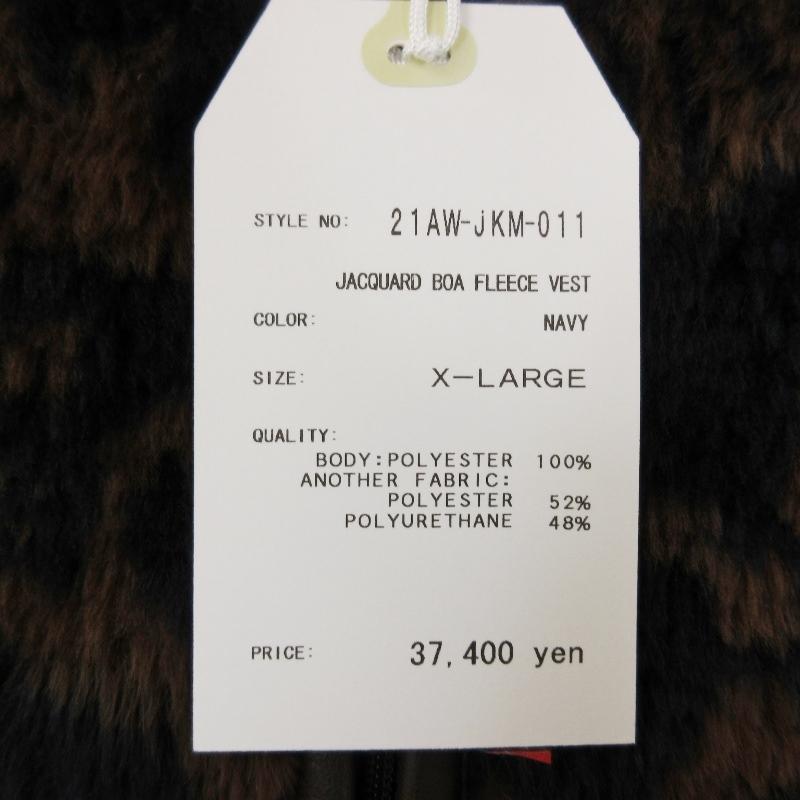 STYLE NO: 21AW-JKM-011
JACQUARD BOA FLEECE VEST
COLOR: NAVY
SIZE: X-LARGE
QUALITY:
BODY:POLYESTER 100%
ANOTHER FABRIC:
POLYESTER 52%
POLYURETHANE 48%
PRICE: 37,400 yen